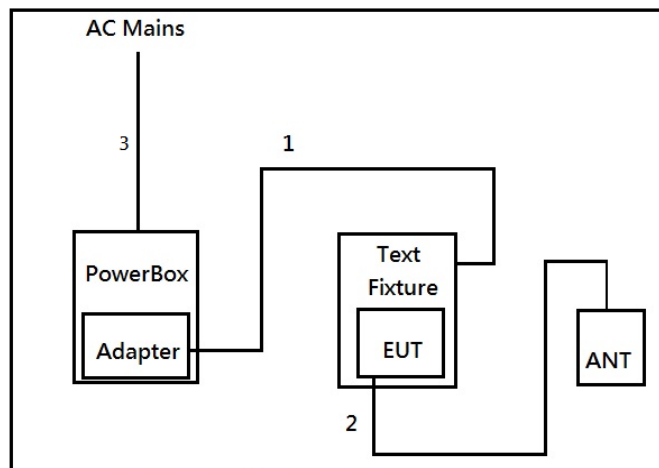 AC Mains
3
1
PowerBox
Adapter
Text
Fixture
EUT
ANT
2